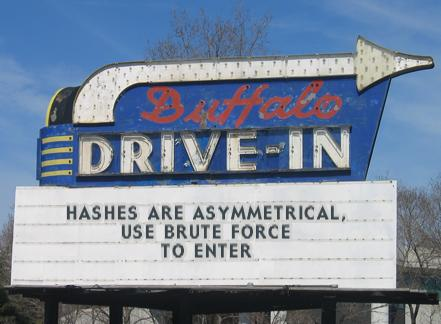 Buffalo
DRIVE-IN
HASHES ARE ASYMMETRICAL,
USE BRUTE FORCE
TO ENTER